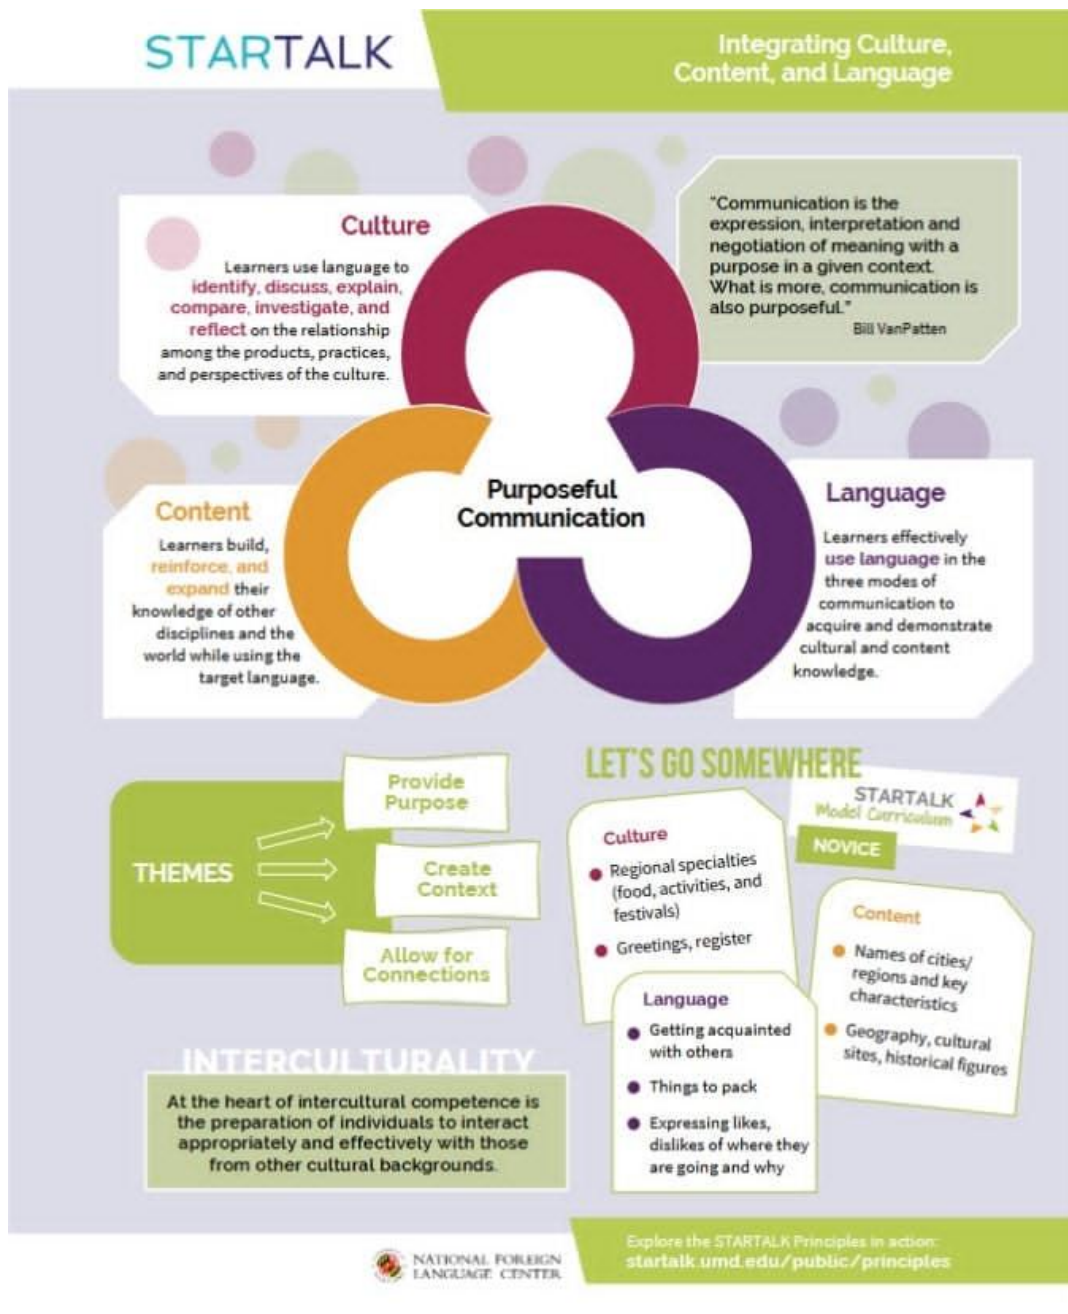 STARTALK
Integrating Culture,
Content, and Language
Culture
Learners use language to
identify, discuss, explain,
compare, investigate, and
reflect on the relationship
among the products, practices,
and perspectives of the culture.
"Communication is the
expression, interpretation and
negotiation of meaning with a
purpose in a given context.
What is more, communication is
also purposeful."
Bill VanPatten
Purposeful
Communication
Content
Learners build,
reinforce, and
expand their
knowledge of other
disciplines and the
world while using the
target language.
Language
Learners effectively
use language in the
three modes of
communication to
acquire and demonstrate
cultural and content
knowledge.
THEMES
Provide
Purpose
Create
Context
Allow for
Connections
INTERCULTURALITY
At the heart of intercultural competence is
the preparation of individuals to interact
appropriately and effectively with those
from other cultural backgrounds.
LET'S GO SOMEWHERE
STARTALK
Model Curriculum
NOVICE
Culture
Regional specialties
(food, activities, and
festivals)
Greetings, register
Content
Names of cities/
regions and key
characteristics
Geography, cultural
sites, historical figures
Language
Getting acquainted
with others
Things to pack
Expressing likes,
dislikes of where they
are going and why
NATIONAL FOREIGN
LANGUAGE CENTER
Explore the STARTALK Principles in action:
startalk.umd.edu/public/principles